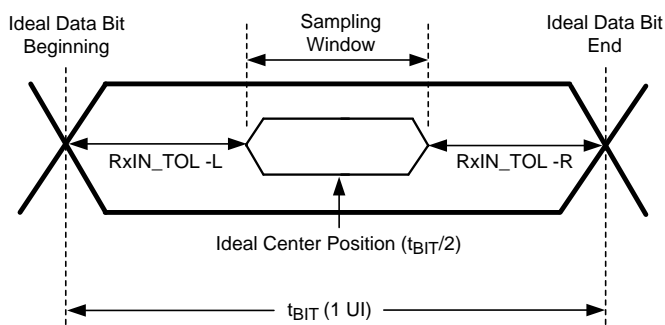 Ideal Data Bit
Beginning
Sampling
Window
Ideal Data Bit
End
RxIN_TOL -L
RxIN_TOL -R
Ideal Center Position (tBIT/2)
tBIT (1 UI)